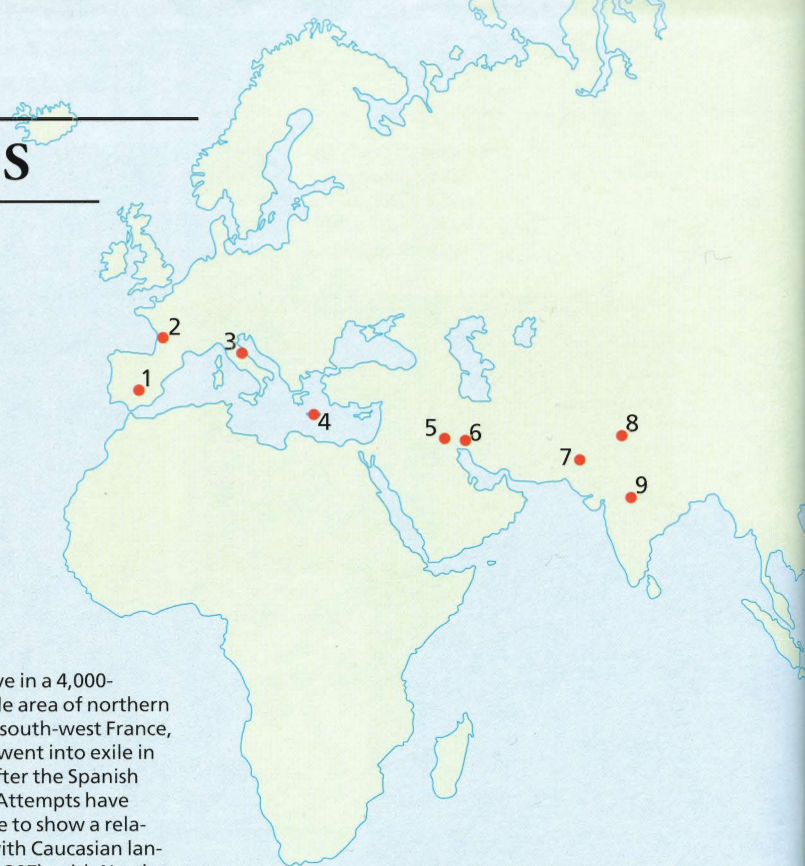 S
2
3
1
4
5
6
8
7
9
ve in a 4,000-
le area of northern
south-west France,
went into exile in
fter the Spanish
Attempts have
e to show a rela-
ith Caucasian lan-